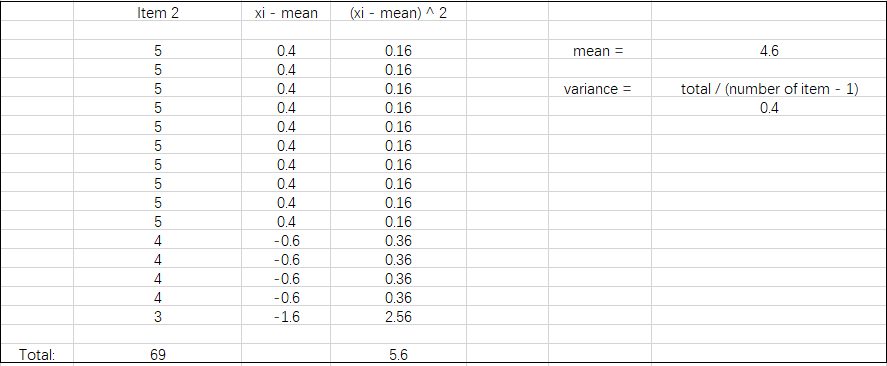 Item 2 xi - mean (xi - mean) ^ 2
5 0.4 0.16 mean = 4.6
5 0.4 0.16
5 0.4 0.16 variance = total / (number of item - 1)
5 0.4 0.16 0.4
5 0.4 0.16
5 0.4 0.16
5 0.4 0.16
5 0.4 0.16
5 0.4 0.16
5 0.4 0.16
4 -0.6 0.36
4 -0.6 0.36
4 -0.6 0.36
4 -0.6 0.36
3 -1.6 2.56
Total: 69 5.6